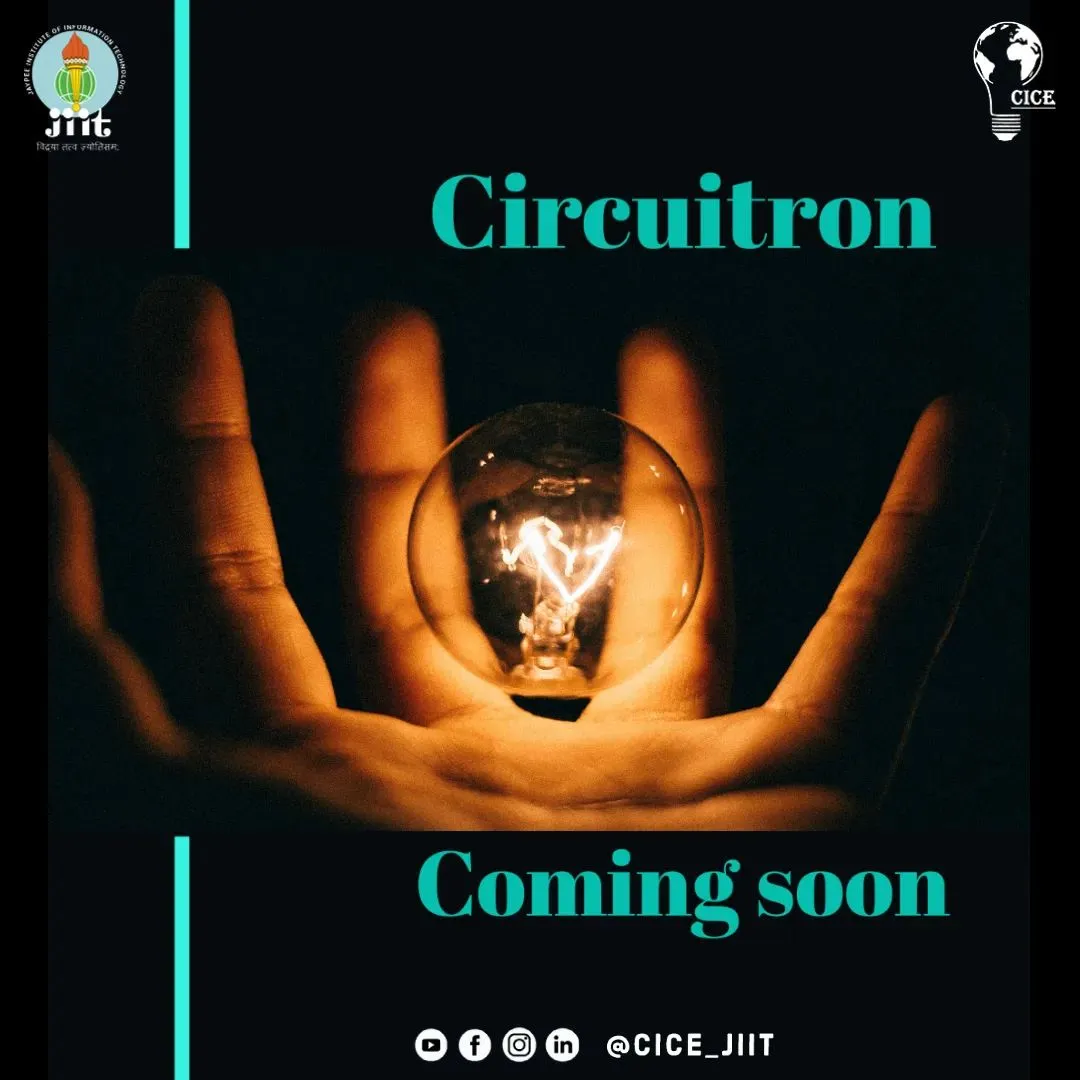 JAYPEE INSTITUTE OF INFORMATION TECHNOLOGY
jiit
विद्या तत्व ज्योतिसम:
CICE
Circuitron
Coming soon
@CICE_JIIT